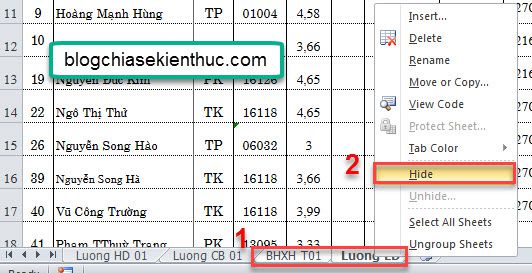 11 9 Hoàng Mạnh Hùng TP 01004 4,58
12 10 3,66
blogchiasekienthuc.com
13 19 Nguyễn Đức Kim PK 16126 4,65
14 22 Ngô Thị Thử TK 16118 4,65
15 26 Nguyễn Song Hào TP 06032 3
16 39 Nguyễn Song Hà TK 16118 3,66
17 40 Vũ Công Trường TK 16118 3,99
18 41 Phạm TThuỳ Trang PK 13095 3,33
Insert...
Delete
Rename
Move or Copy...
View Code
Protect Sheet...
Tab Color
2 Hide
Unhide...
Select All Sheets
Ungroup Sheets
1
Luong HD 01 Luong CB 01 BHXH T01 Luong LD